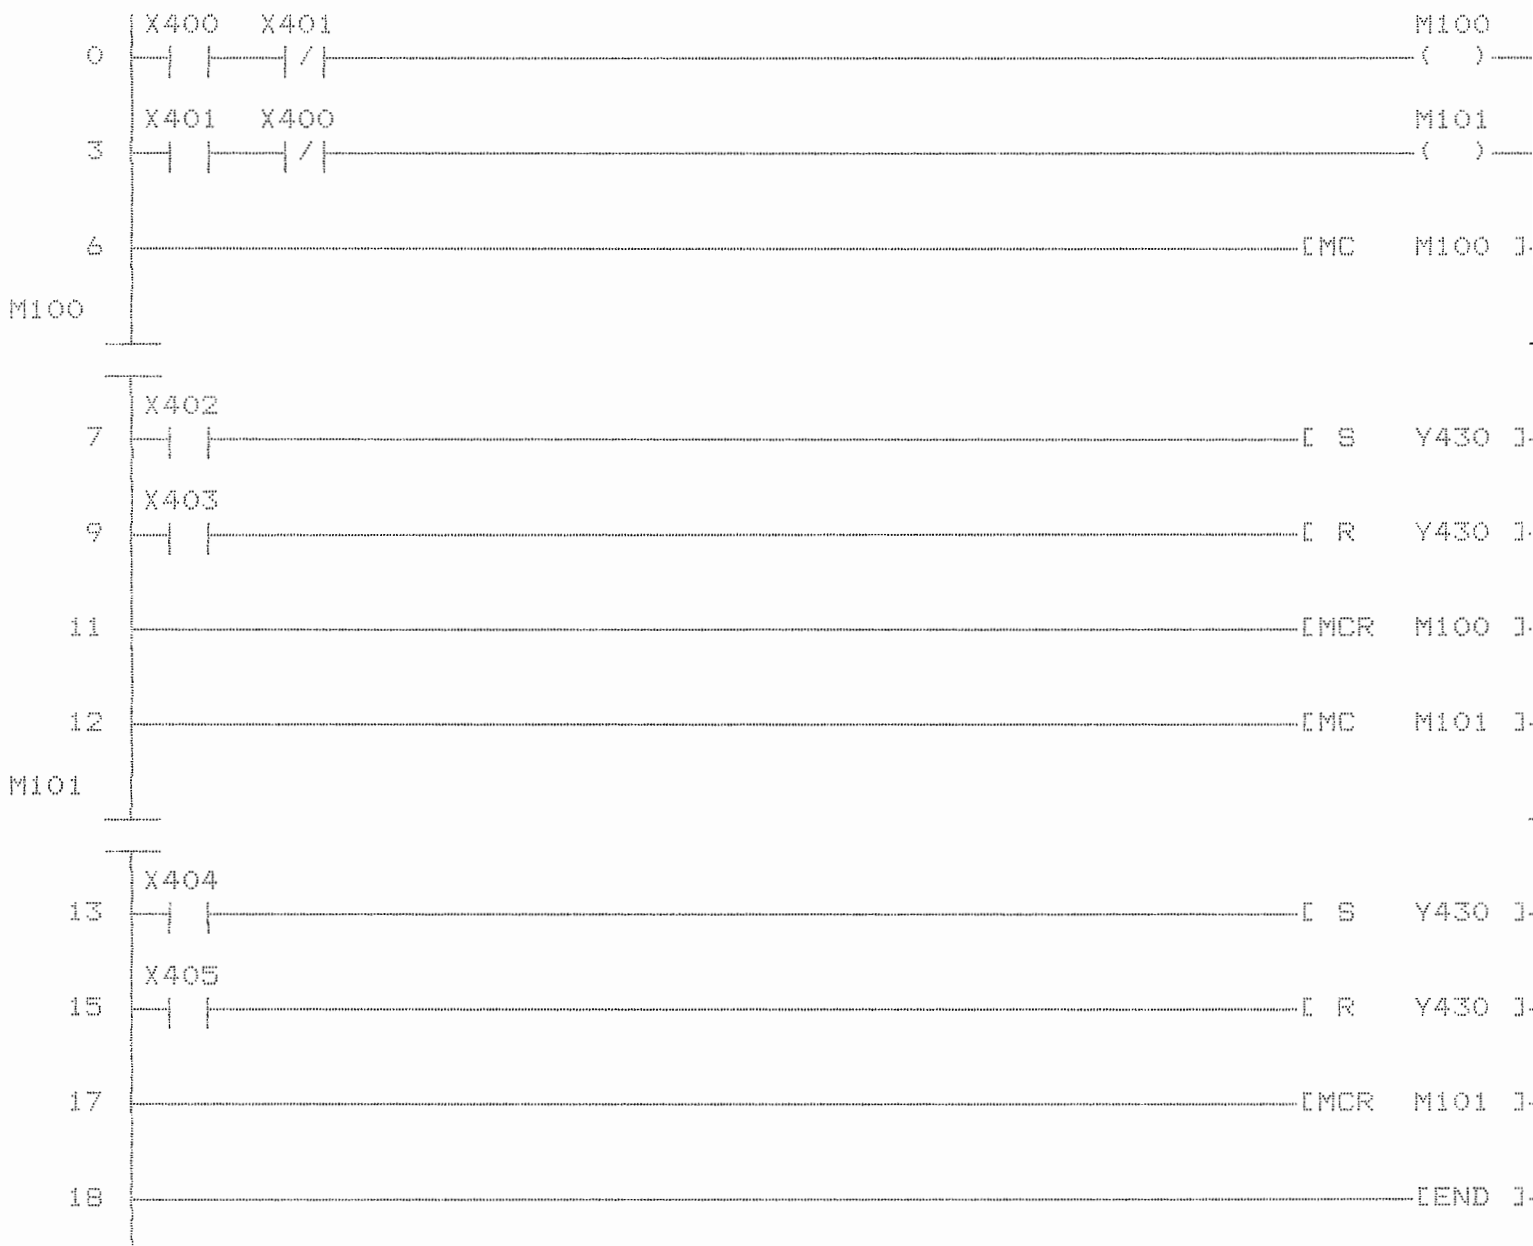 X400 X401 M100
0 ( )
X401 X400 M101
3 ( )
6 [MC M100 ]
M100
X402
7 [ S Y430 ]
X403
9 [ R Y430 ]
11 [MCR M100 ]
12 [MC M101 ]
M101
X404
13 [ S Y430 ]
X405
15 [ R Y430 ]
17 [MCR M101 ]
18 [END ]